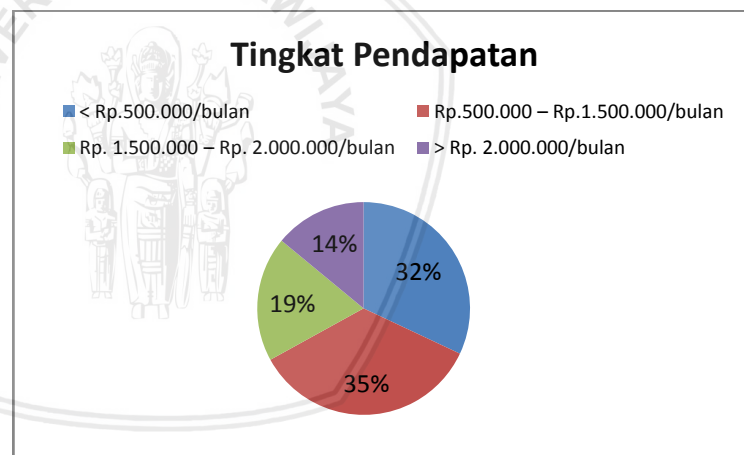 Tingkat Pendapatan
< Rp.500.000/bulan
Rp.500.000 – Rp.1.500.000/bulan
Rp. 1.500.000 – Rp. 2.000.000/bulan
> Rp. 2.000.000/bulan
14%
32%
19%
35%